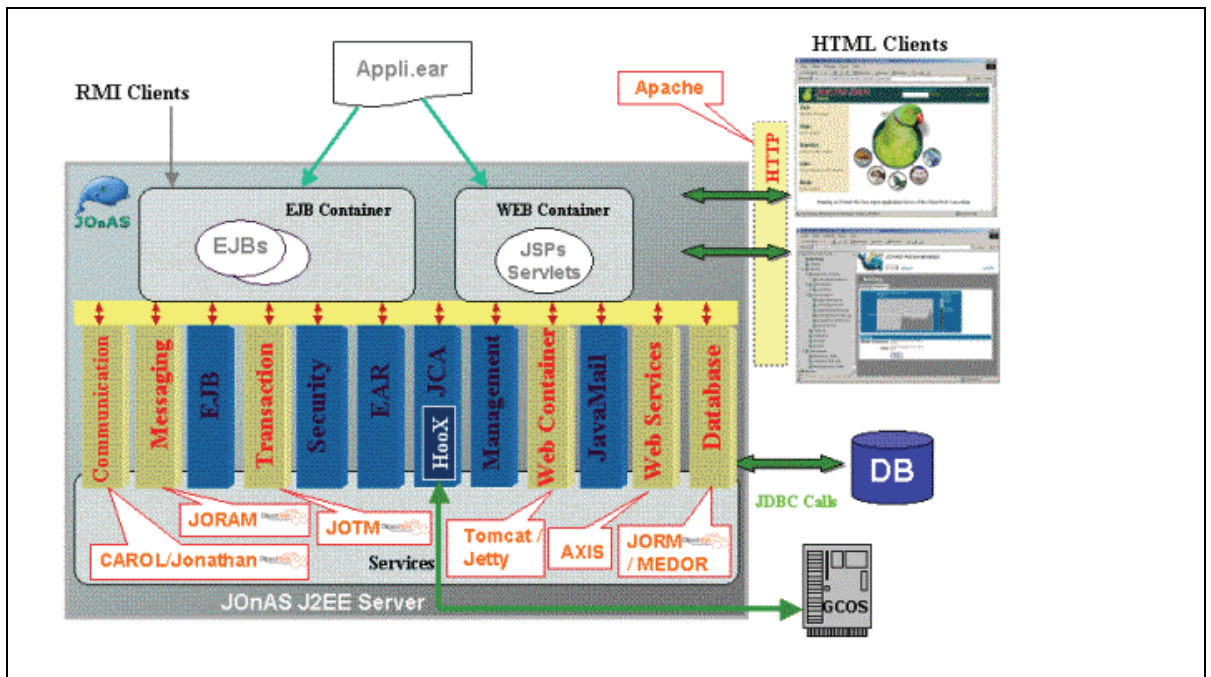 HTML Clients
Appli.ear
RMI Clients
Apache
HTTP
JOnAS
EJB Container
WEB Container
EJBs
JSPs
Servlets
Communication
Messaging
EJB
Transaction
Security
EAR
JCA
HooX
Management
Web Container
JavaMail
Web Services
Database
DB
JDBC Calls
JORAM
JOTM
CAROL/Jonathan
Tomcat /
Jetty
AXIS
JORM
/ MEDOR
Services
JOnAS J2EE Server
GCOS